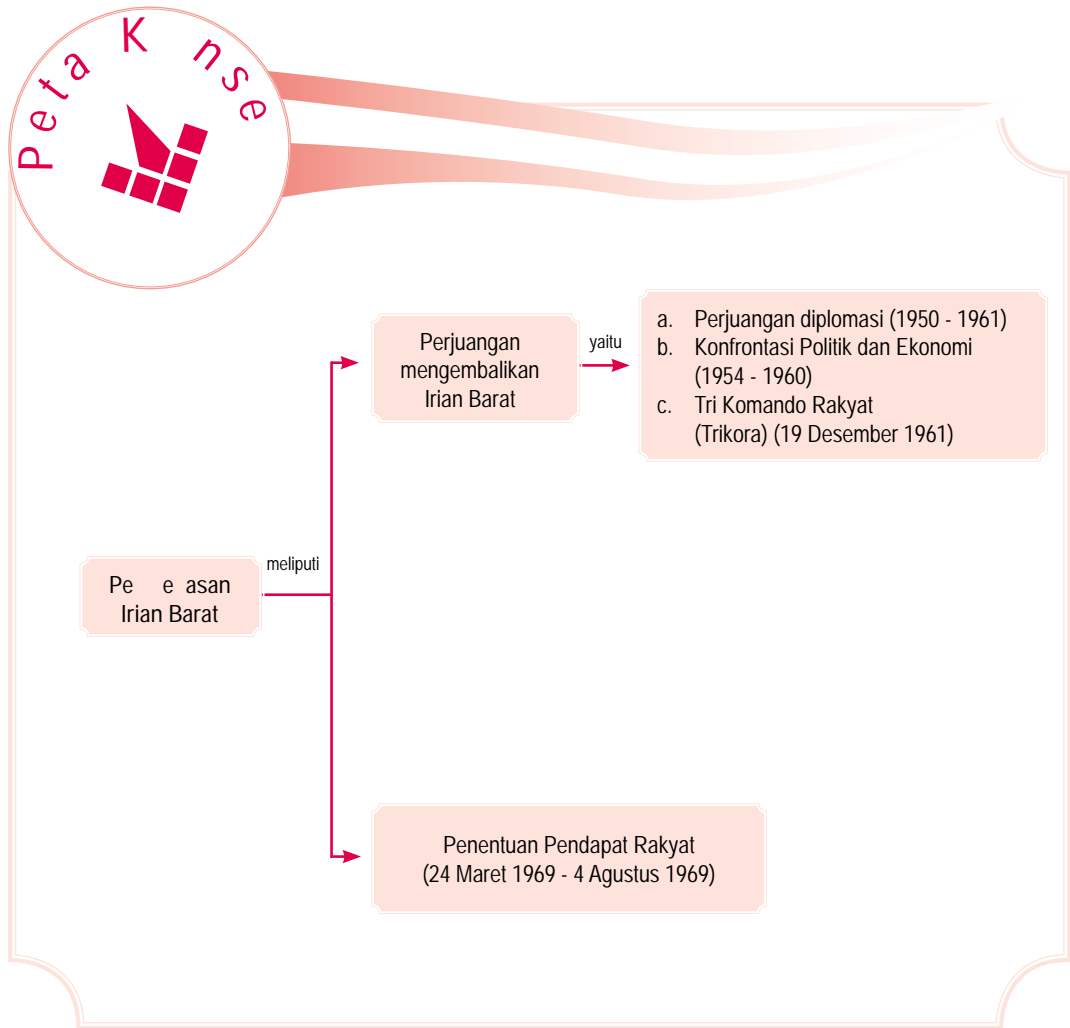 Peta K nse
Perjuangan
mengembalikan
Irian Barat
yaitu
a. Perjuangan diplomasi (1950 - 1961)
b. Konfrontasi Politik dan Ekonomi
(1954 - 1960)
c. Tri Komando Rakyat
(Trikora) (19 Desember 1961)
meliputi
Pe e asan
Irian Barat
Penentuan Pendapat Rakyat
(24 Maret 1969 - 4 Agustus 1969)